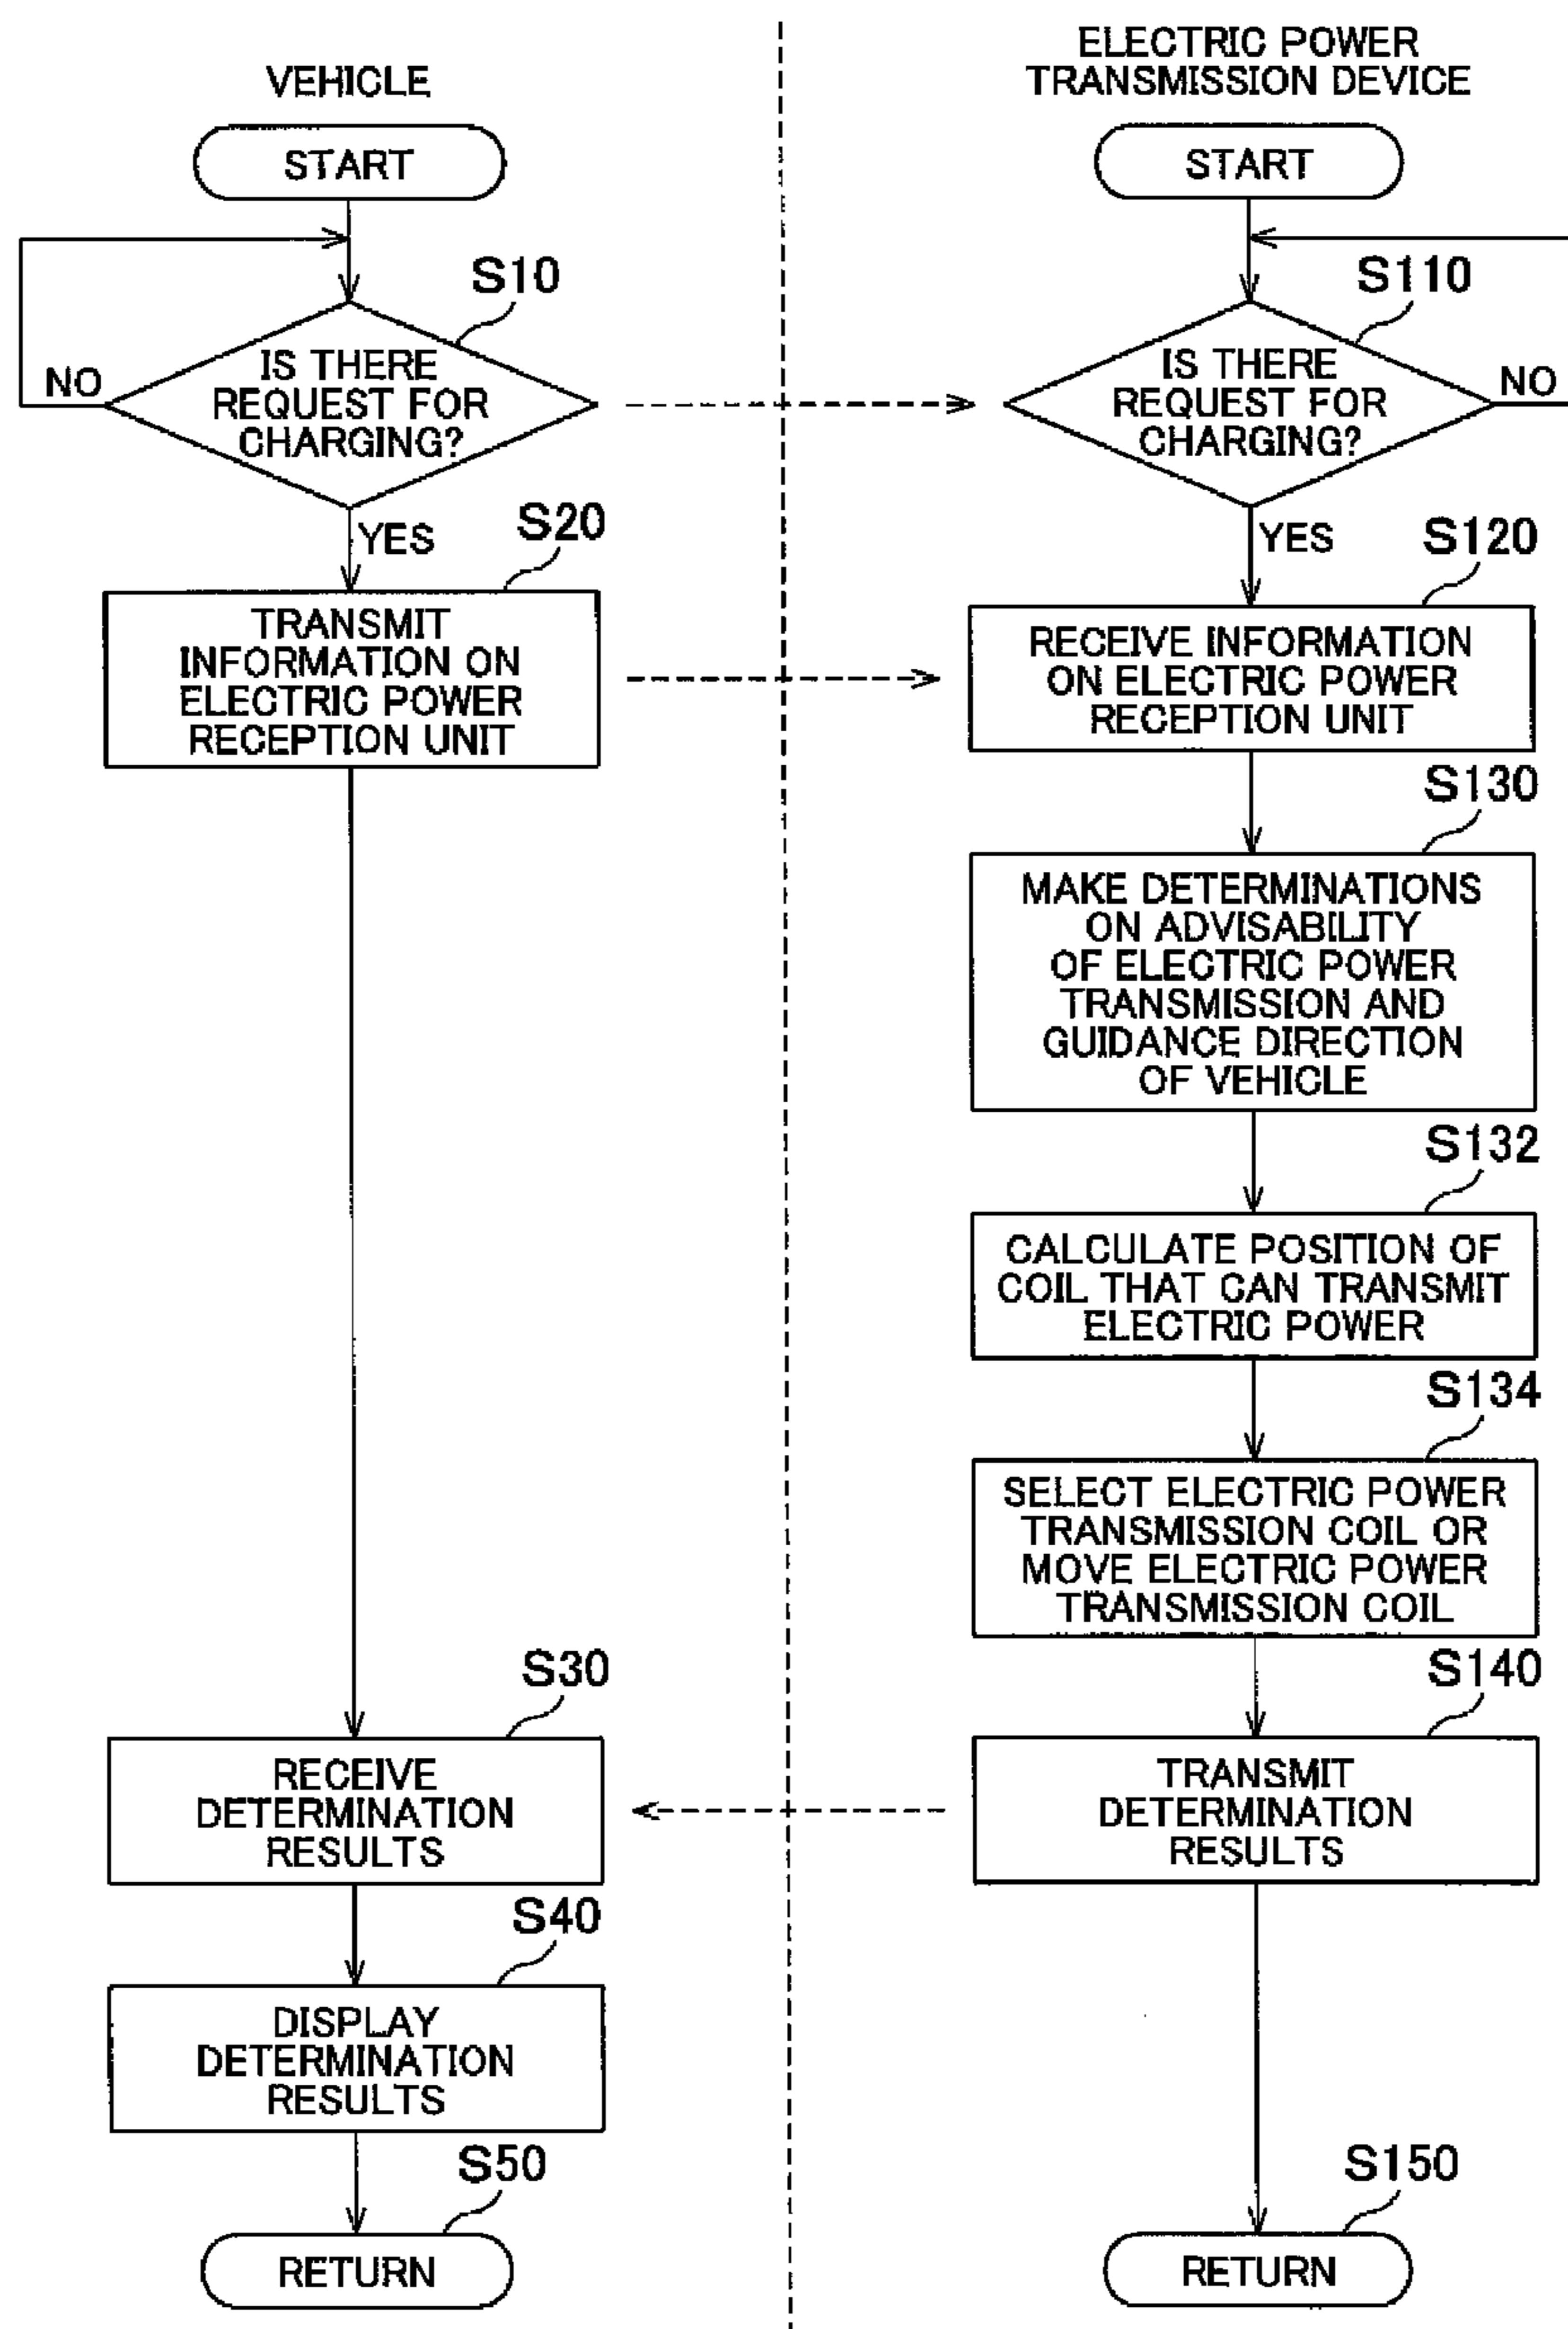 VEHICLE
START
S10
IS THERE
REQUEST FOR
CHARGING?
NO
YES
S20
TRANSMIT
INFORMATION ON
ELECTRIC POWER
RECEPTION UNIT
S30
RECEIVE
DETERMINATION
RESULTS
S40
DISPLAY
DETERMINATION
RESULTS
S50
RETURN
ELECTRIC POWER
TRANSMISSION DEVICE
START
S110
IS THERE
REQUEST FOR
CHARGING?
NO
YES
S120
RECEIVE INFORMATION
ON ELECTRIC POWER
RECEPTION UNIT
S130
MAKE DETERMINATIONS
ON ADVISABILITY
OF ELECTRIC POWER
TRANSMISSION AND
GUIDANCE DIRECTION
OF VEHICLE
S132
CALCULATE POSITION OF
COIL THAT CAN TRANSMIT
ELECTRIC POWER
S134
SELECT ELECTRIC POWER
TRANSMISSION COIL OR
MOVE ELECTRIC POWER
TRANSMISSION COIL
S140
TRANSMIT
DETERMINATION
RESULTS
S150
RETURN